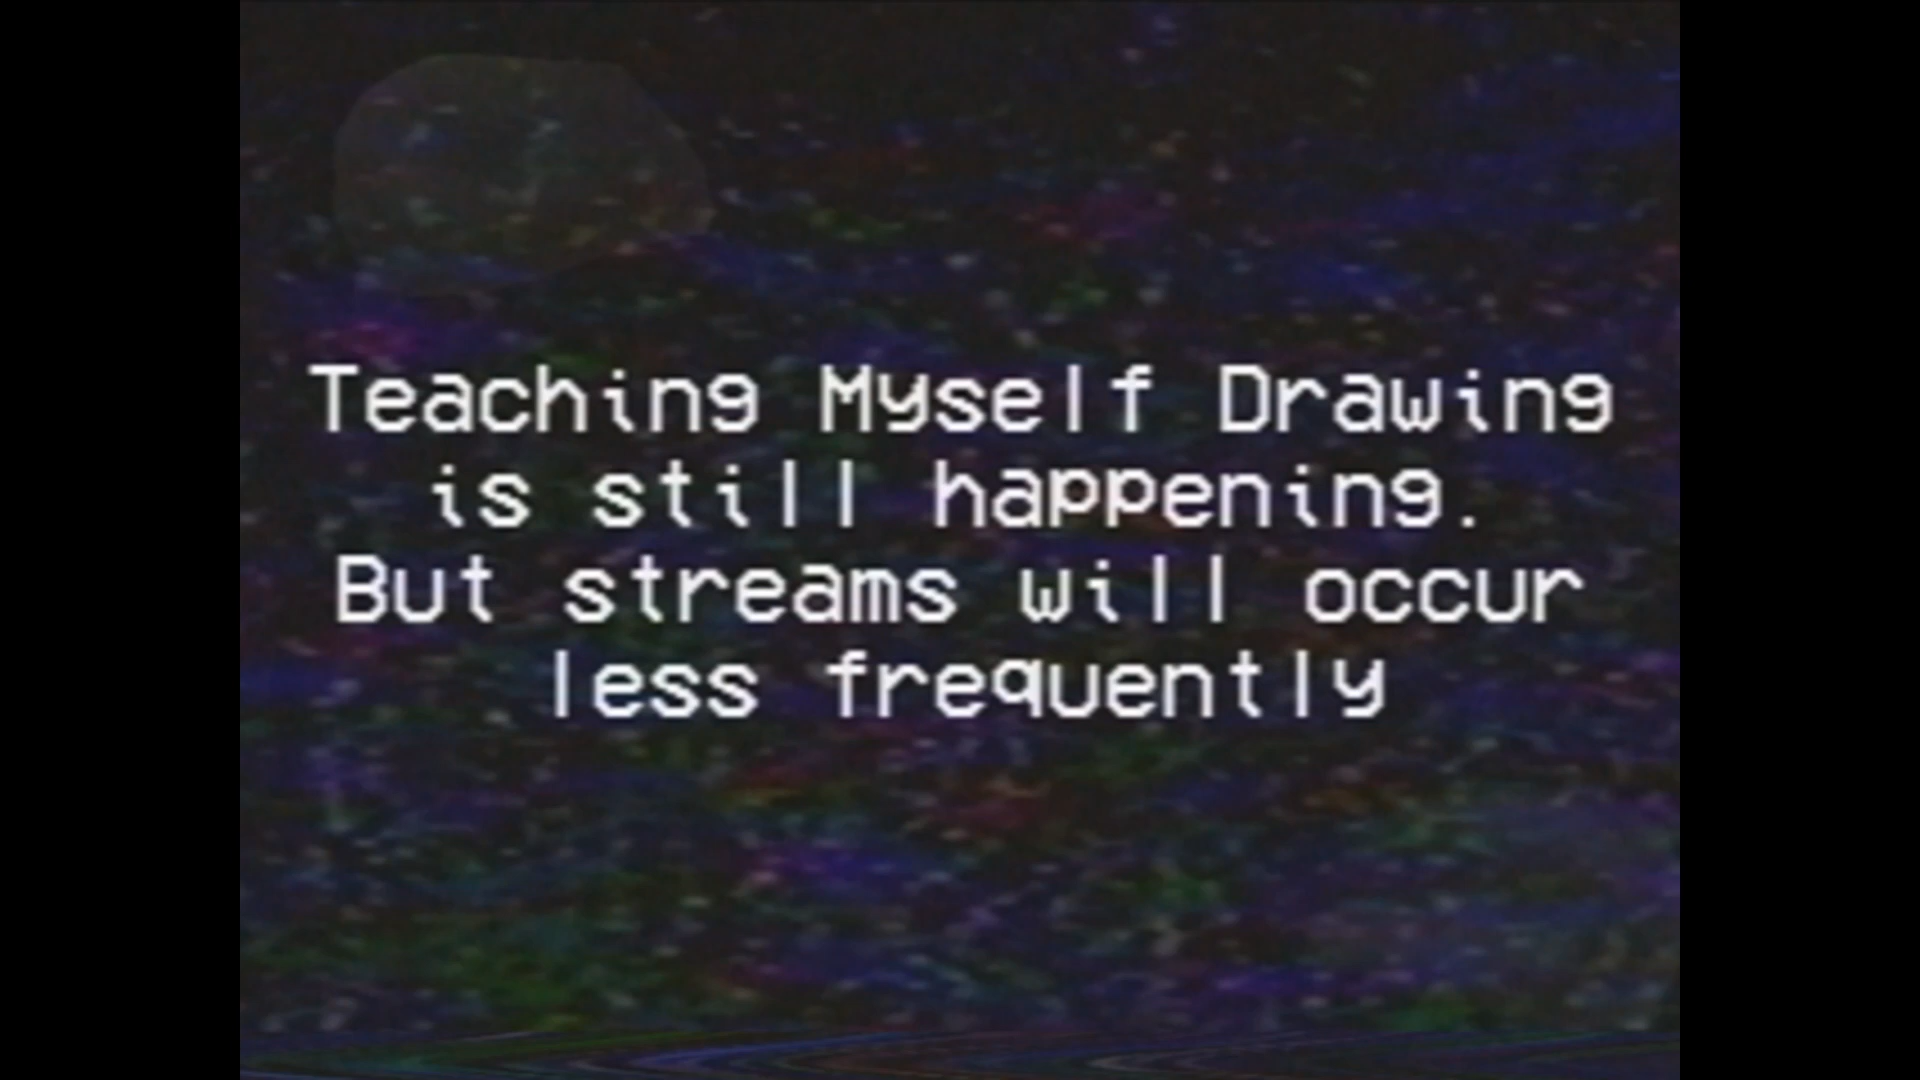 Teaching Myself Drawing
is still happening.
But streams will occur
less frequently